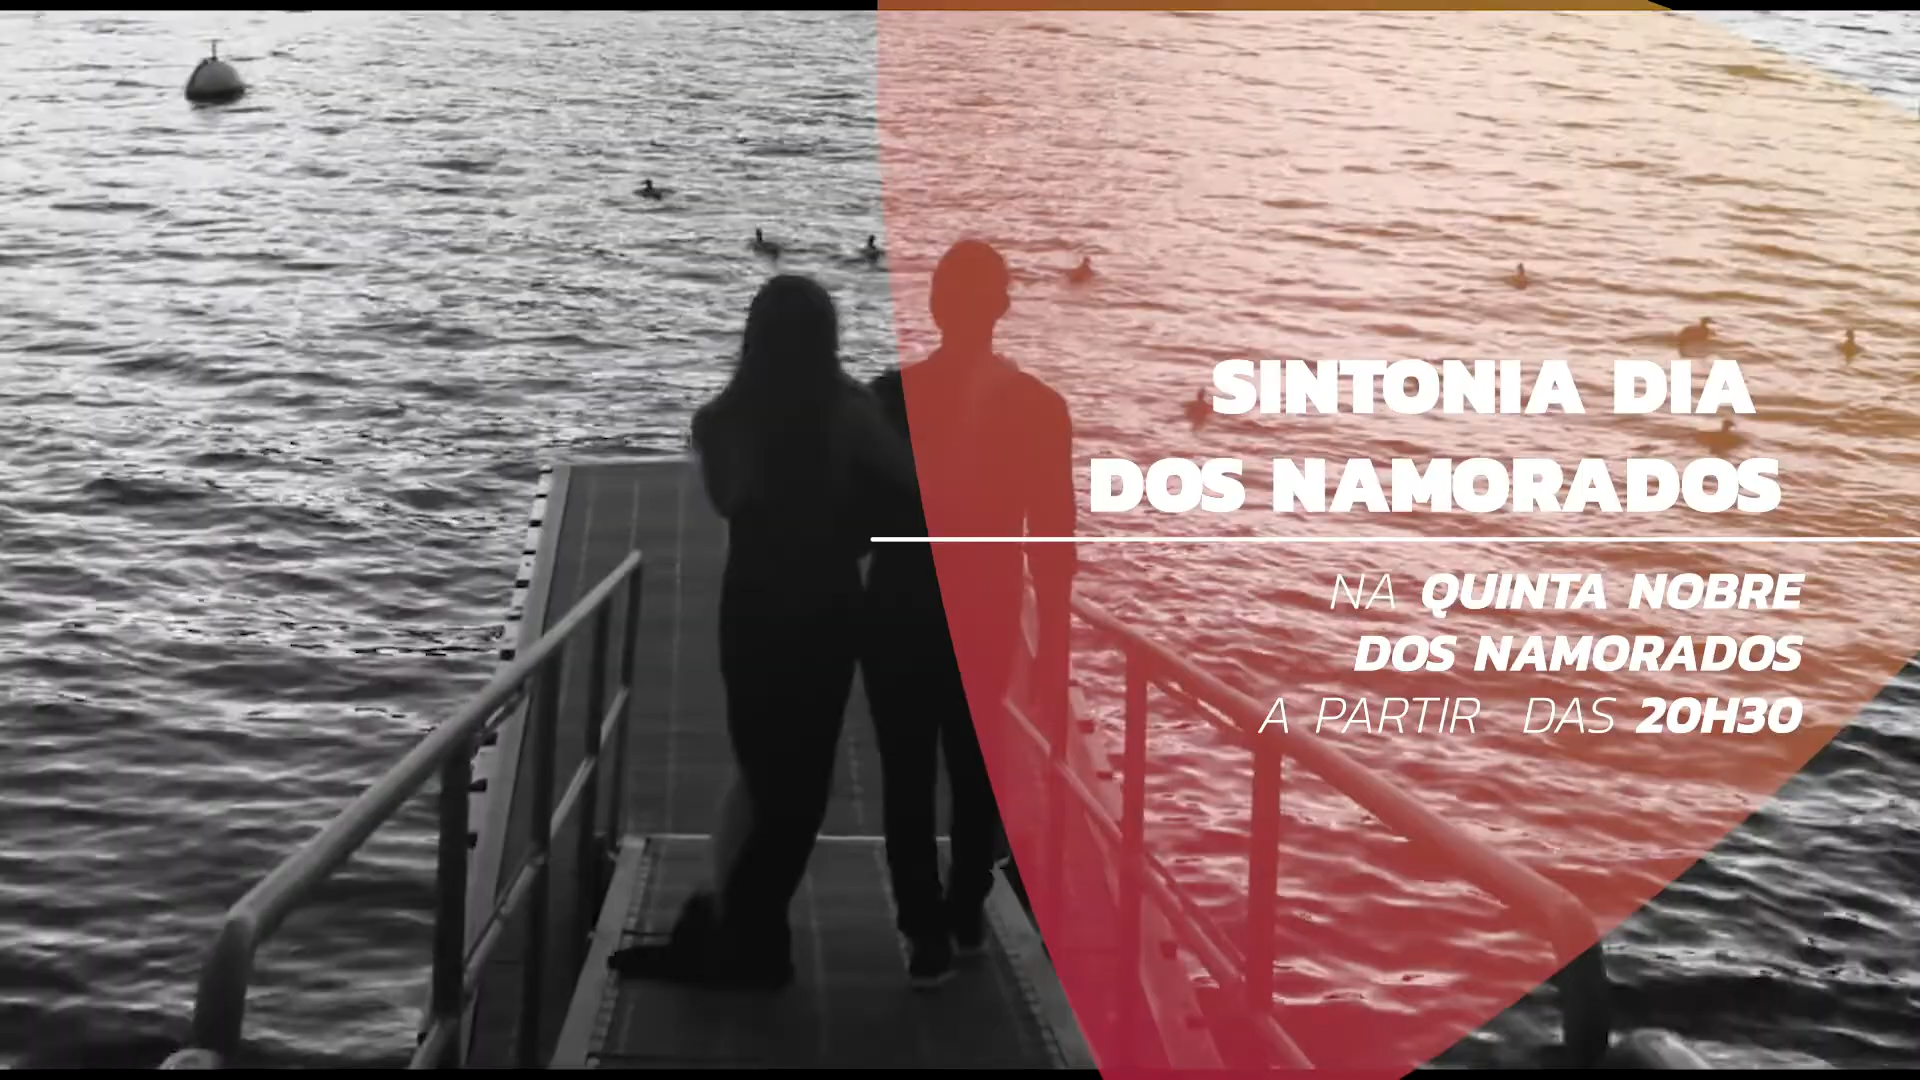 SINTONIA DIA
DOS NAMORADOS
NA QUINTA NOBRE
DOS NAMORADOS
A PARTIR DAS 20H30